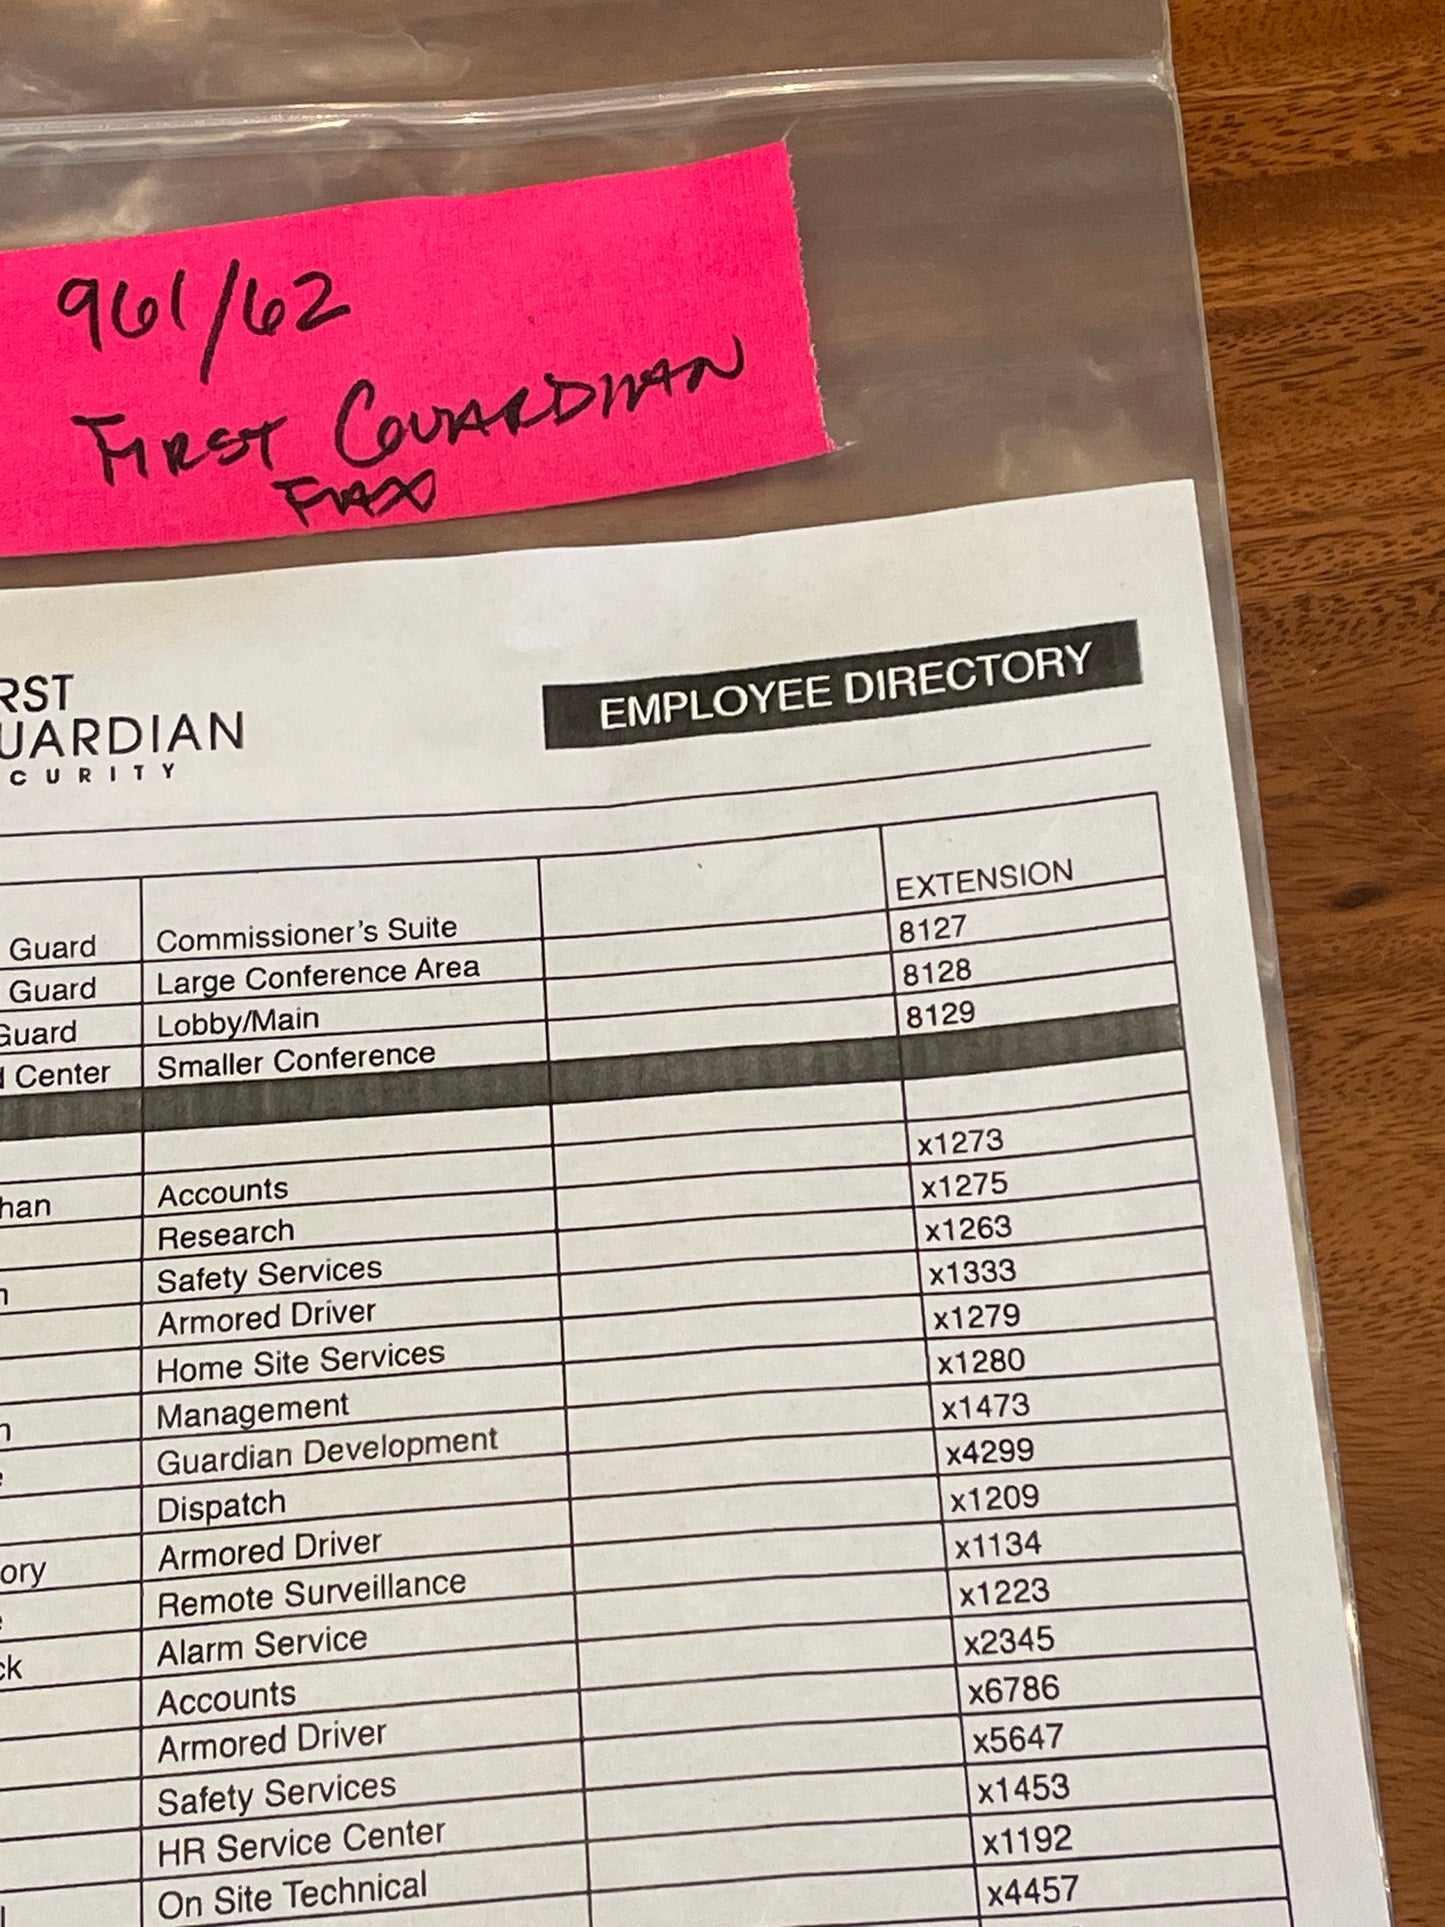 961/62
FIRST GUARDIAN
FAX
RST
UARDIAN
CURITY
EMPLOYEE DIRECTORY
Guard Commissioner's Suite EXTENSION
Guard Large Conference Area 8127
Guard Lobby/Main 8128
Center Smaller Conference 8129
han Accounts x1273
Research x1275
n Safety Services x1263
Armored Driver x1333
Home Site Services x1279
n Management x1280
Guardian Development x1473
Dispatch x4299
ory Armored Driver x1209
Remote Surveillance x1134
ck Alarm Service x1223
Accounts x2345
Armored Driver x6786
Safety Services x5647
HR Service Center x1453
On Site Technical x1192
x4457